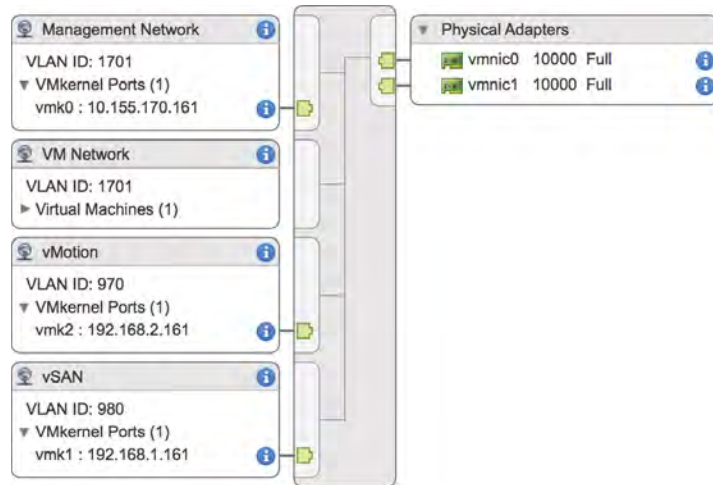 Management Network
VLAN ID: 1701
VMkernel Ports (1)
vmk0 : 10.155.170.161
VM Network
VLAN ID: 1701
Virtual Machines (1)
vMotion
VLAN ID: 970
VMkernel Ports (1)
vmk2 : 192.168.2.161
vSAN
VLAN ID: 980
VMkernel Ports (1)
vmk1 : 192.168.1.161
Physical Adapters
vmnic0 10000 Full
vmnic1 10000 Full